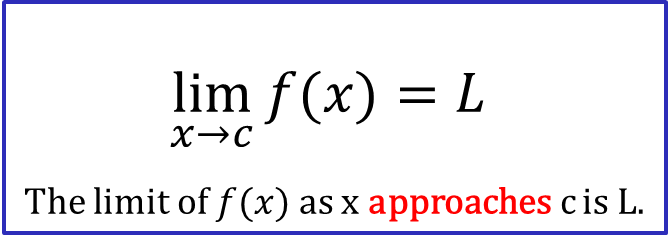 lim f(x) = L
x→c
The limit of f(x) as x approaches c is L.